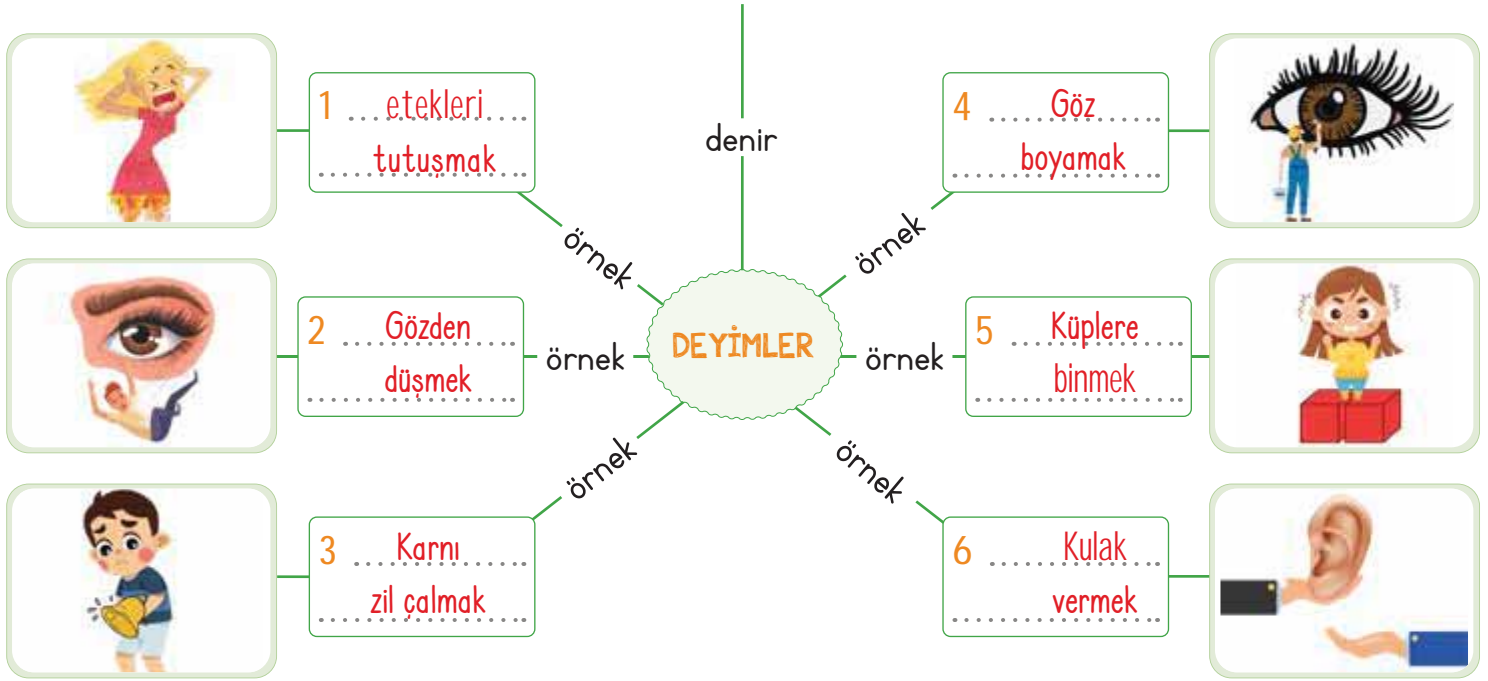 1 etekleri
tutuşmak
örnek
2 Gözden
düşmek
örnek
3 Karnı
zil çalmak
örnek
denir
DEYİMLER
4 Göz
boyamak
örnek
5 Küplere
binmek
örnek
6 Kulak
vermek
örnek